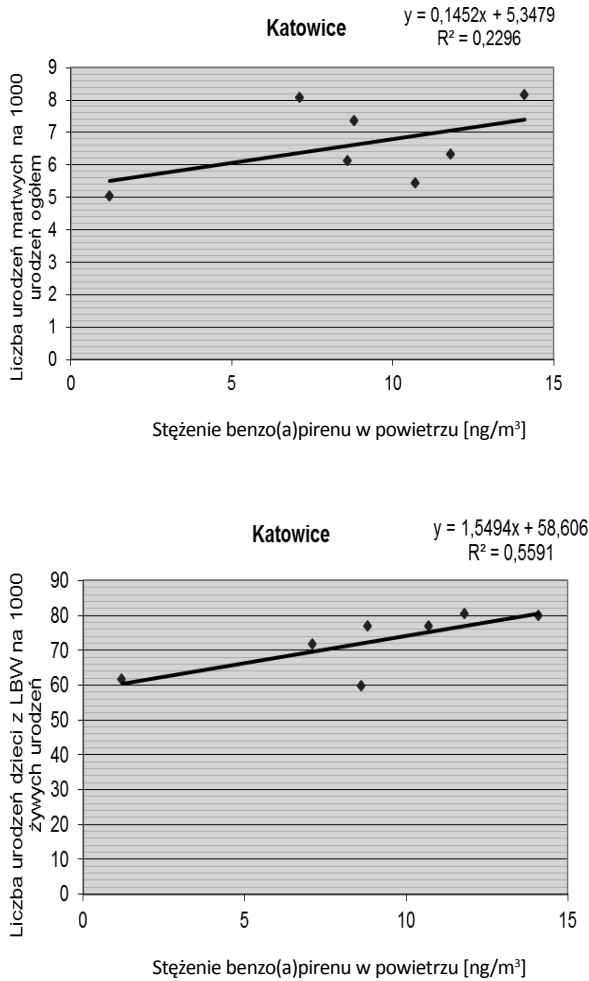 Katowice
y = 0,1452x + 5,3479
R² = 0,2296
Liczba urodzeń martwych na 1000
urodzeń ogółem
9
8
7
6
5
4
3
2
1
0
0 5 10 15
Stężenie benzo(a)pirenu w powietrzu [ng/m³]
Katowice
y = 1,5494x + 58,606
R² = 0,5591
Liczba urodzeń dzieci z LBW na 1000
żywych urodzeń
90
80
70
60
50
40
30
20
10
0
0 5 10 15
Stężenie benzo(a)pirenu w powietrzu [ng/m³]